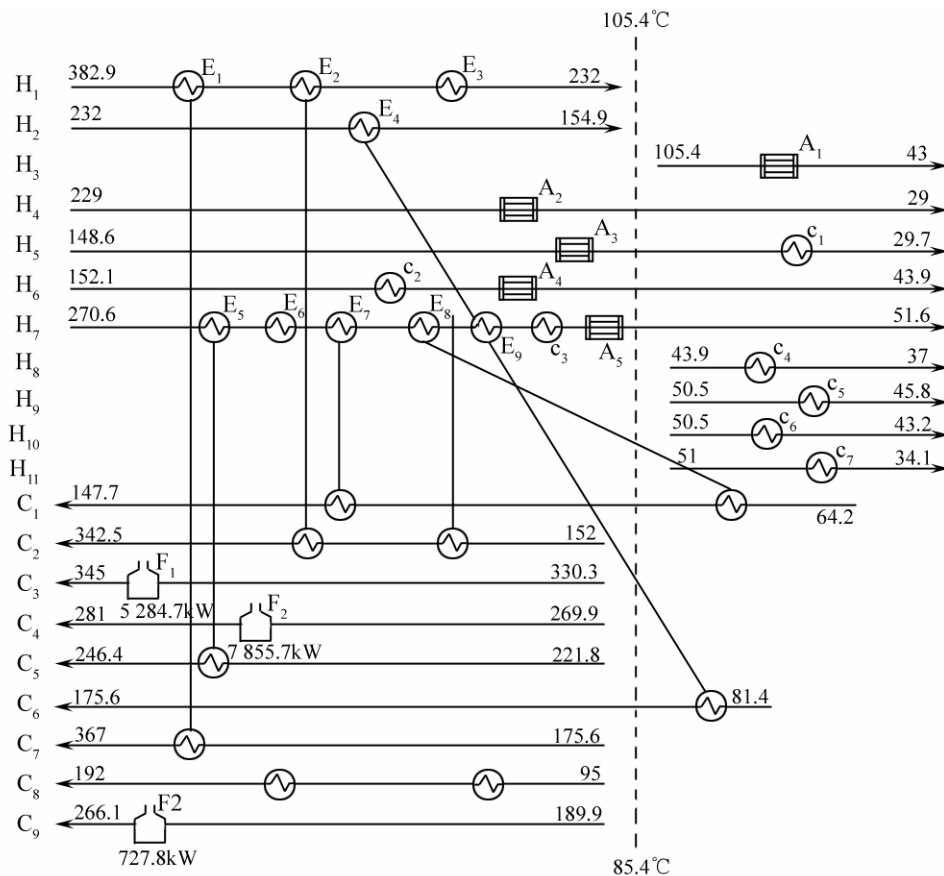 105.4℃
H1 382.9 E1 E2 E3 232
H2 232 E4 154.9
H3 105.4 A1 43
H4 229 A2 29
H5 148.6 A3 c1 29.7
H6 152.1 c2 A4 43.9
H7 270.6 E5 E6 E7 E8 E9 c3 A5 51.6
H8 43.9 c4 37
H9 50.5 c5 45.8
H10 50.5 c6 43.2
H11 51 c7 34.1
C1 147.7 64.2
C2 342.5 152
C3 345 F1 330.3
5 284.7kW
C4 281 F2 269.9
7 855.7kW
C5 246.4 221.8
C6 175.6 81.4
C7 367 175.6
C8 192 95
C9 266.1 F2 189.9
727.8kW
85.4℃